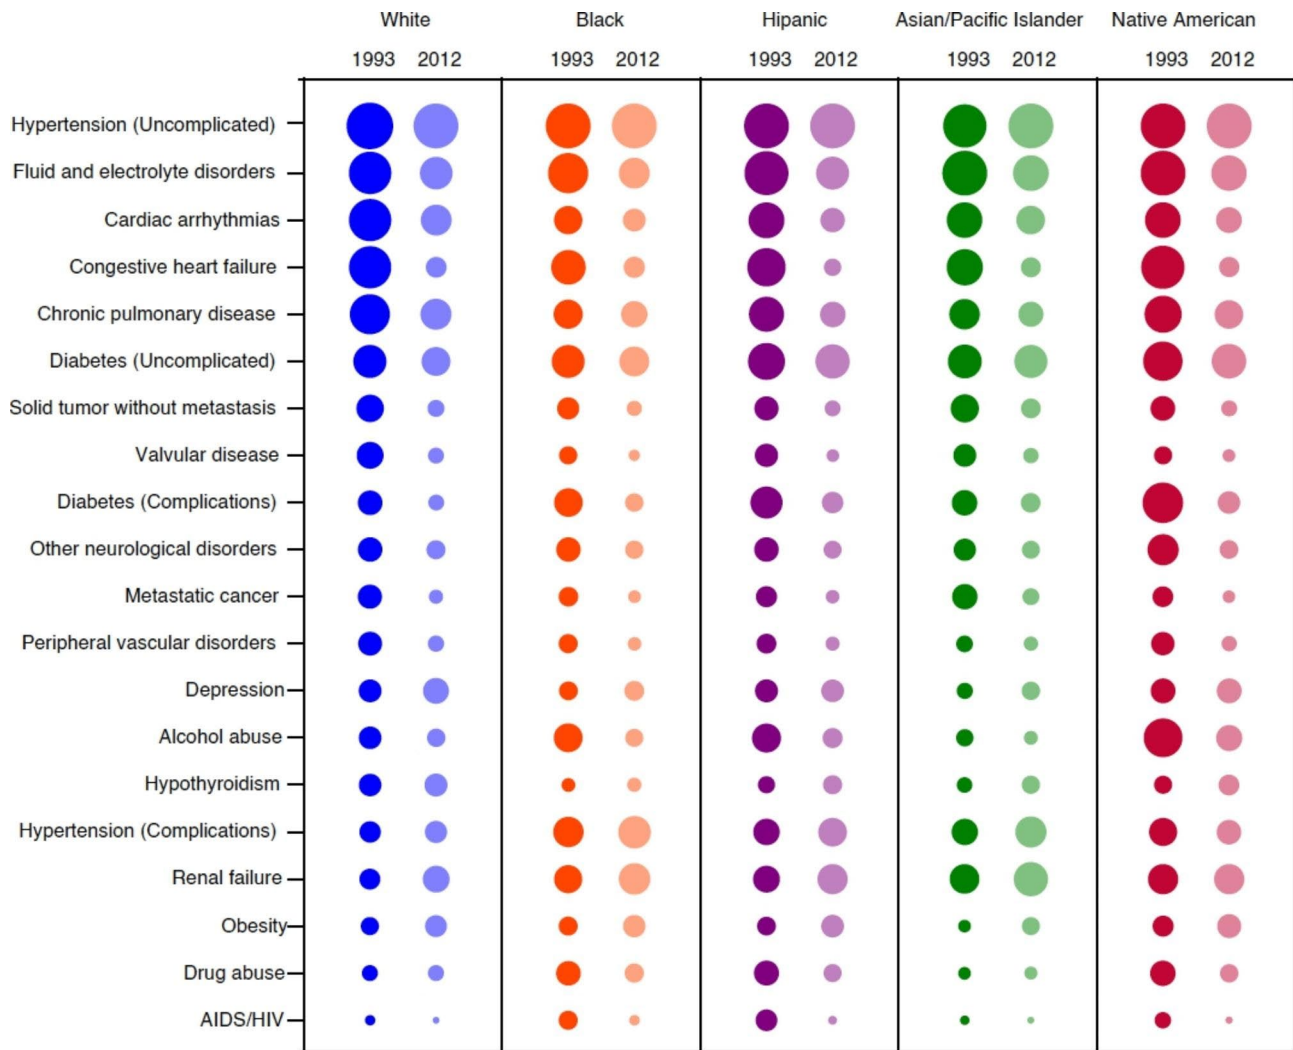 White Black Hipanic Asian/Pacific Islander Native American
1993 2012 1993 2012 1993 2012 1993 2012 1993 2012
Hypertension (Uncomplicated)
Fluid and electrolyte disorders
Cardiac arrhythmias
Congestive heart failure
Chronic pulmonary disease
Diabetes (Uncomplicated)
Solid tumor without metastasis
Valvular disease
Diabetes (Complications)
Other neurological disorders
Metastatic cancer
Peripheral vascular disorders
Depression
Alcohol abuse
Hypothyroidism
Hypertension (Complications)
Renal failure
Obesity
Drug abuse
AIDS/HIV